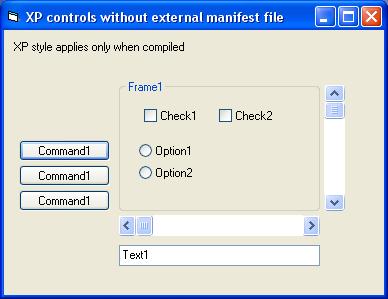 XP controls without external manifest file
XP style applies only when compiled
Frame1
Check1 Check2
Option1
Option2
Command1
Command1
Command1
Text1